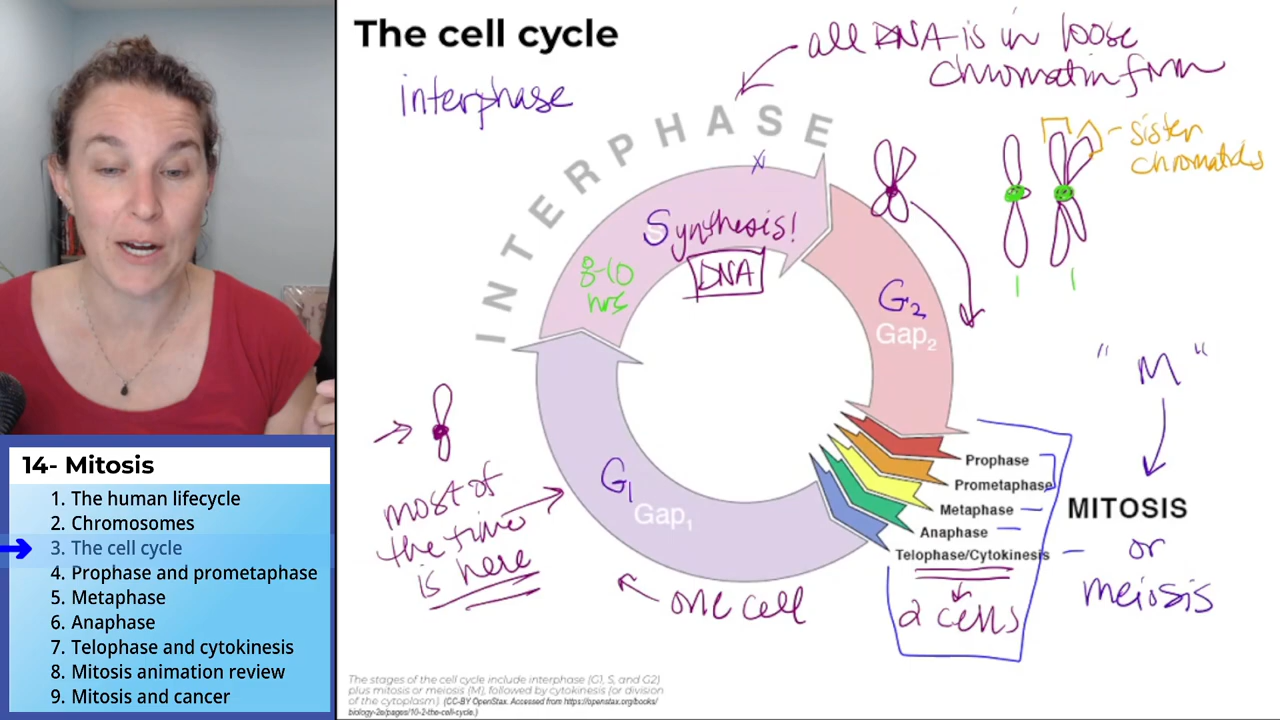 The cell cycle
interphase
all DNA is in loose
chromatin form
INTERPHASE
sister
chromatids
Synthesis!
DNA
8-10
hrs
G2
Gap2
1 1
"M"
Prophase
Prometaphase
Metaphase
Anaphase
Telophase/Cytokinesis
MITOSIS
or
meiosis
2 cells
G1
Gap1
most of
the time
is here
one cell
14- Mitosis
1. The human lifecycle
2. Chromosomes
3. The cell cycle
4. Prophase and prometaphase
5. Metaphase
6. Anaphase
7. Telophase and cytokinesis
8. Mitosis animation review
9. Mitosis and cancer
The stages of the cell cycle include interphase (G1, S, and G2)
plus mitosis or meiosis (M), followed by cytokinesis (or division
of the cytoplasm). (CC-BY OpenStax. Accessed from https://openstax.org/books/
biology-2e/pages/10-2-the-cell-cycle.)